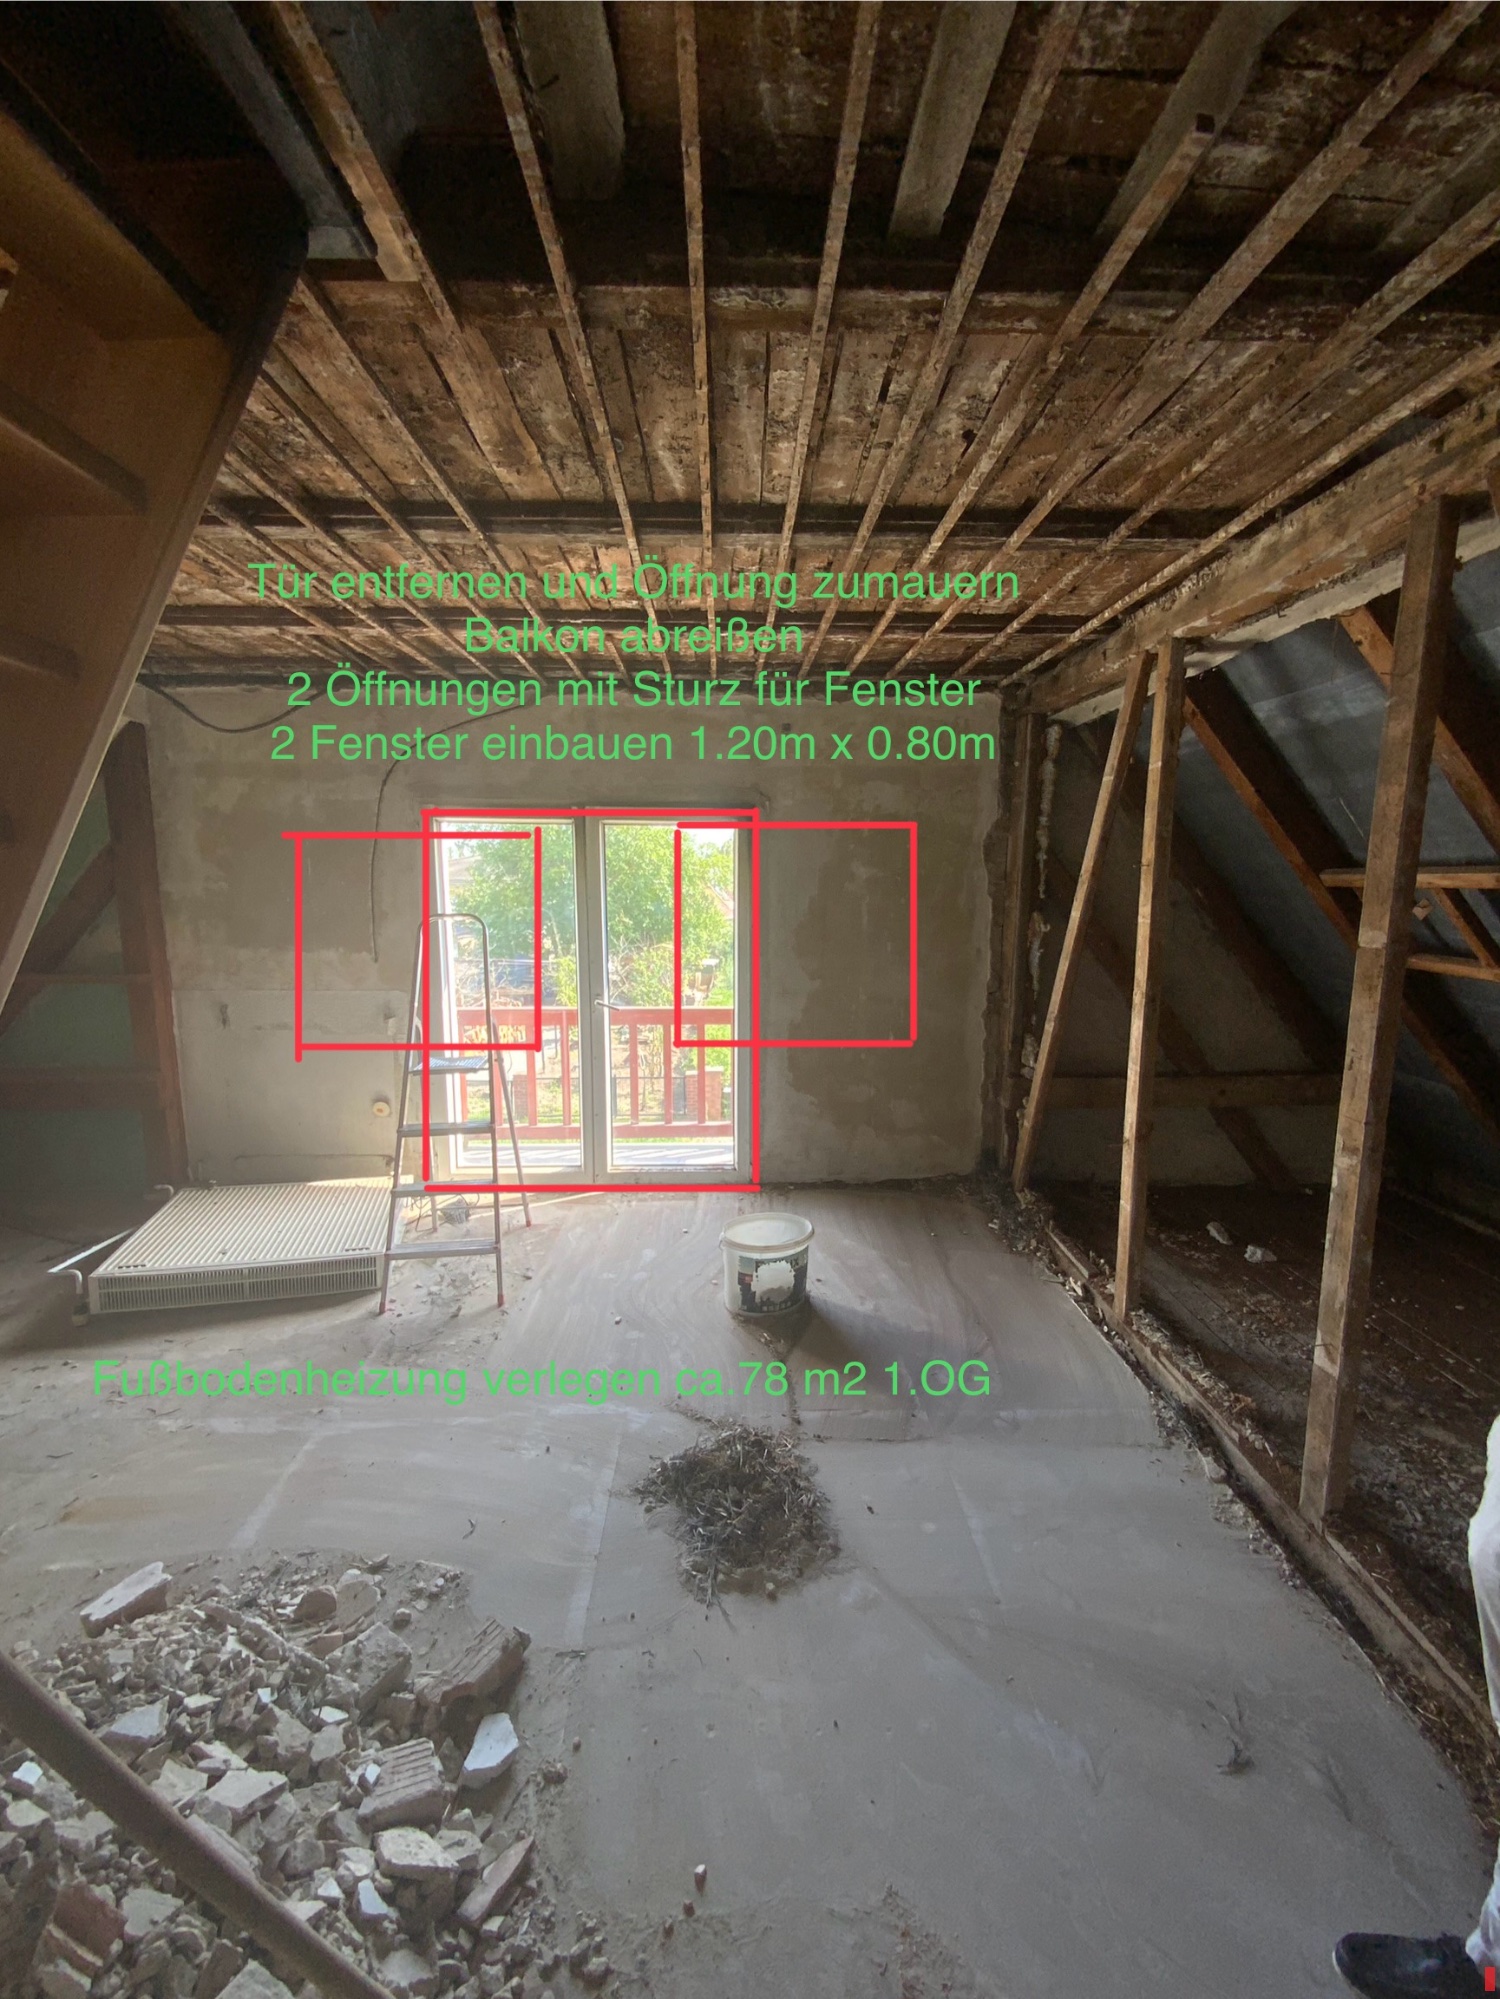 Tür entfernen und Öffnung zumauern
Balkon abreißen
2 Öffnungen mit Sturz für Fenster
2 Fenster einbauen 1.20m x 0.80m
Fußbodenheizung verlegen ca.78 m2 1.OG